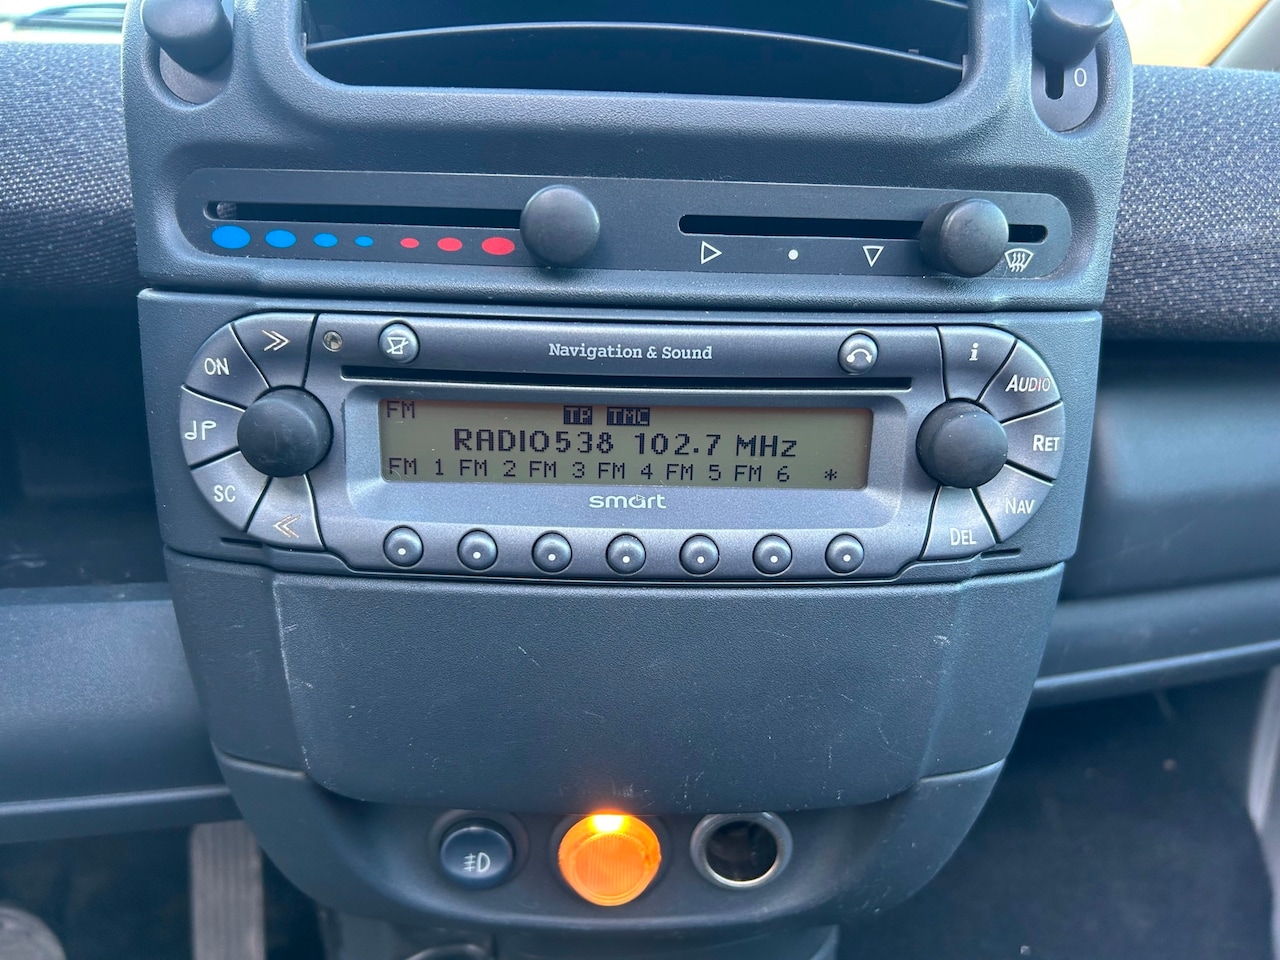 0
Navigation & Sound
ON
SC
i
AUDIO
RET
NAV
DEL
FM TP TMC
RADIO538 102.7 MHz
FM 1 FM 2 FM 3 FM 4 FM 5 FM 6 *
smart